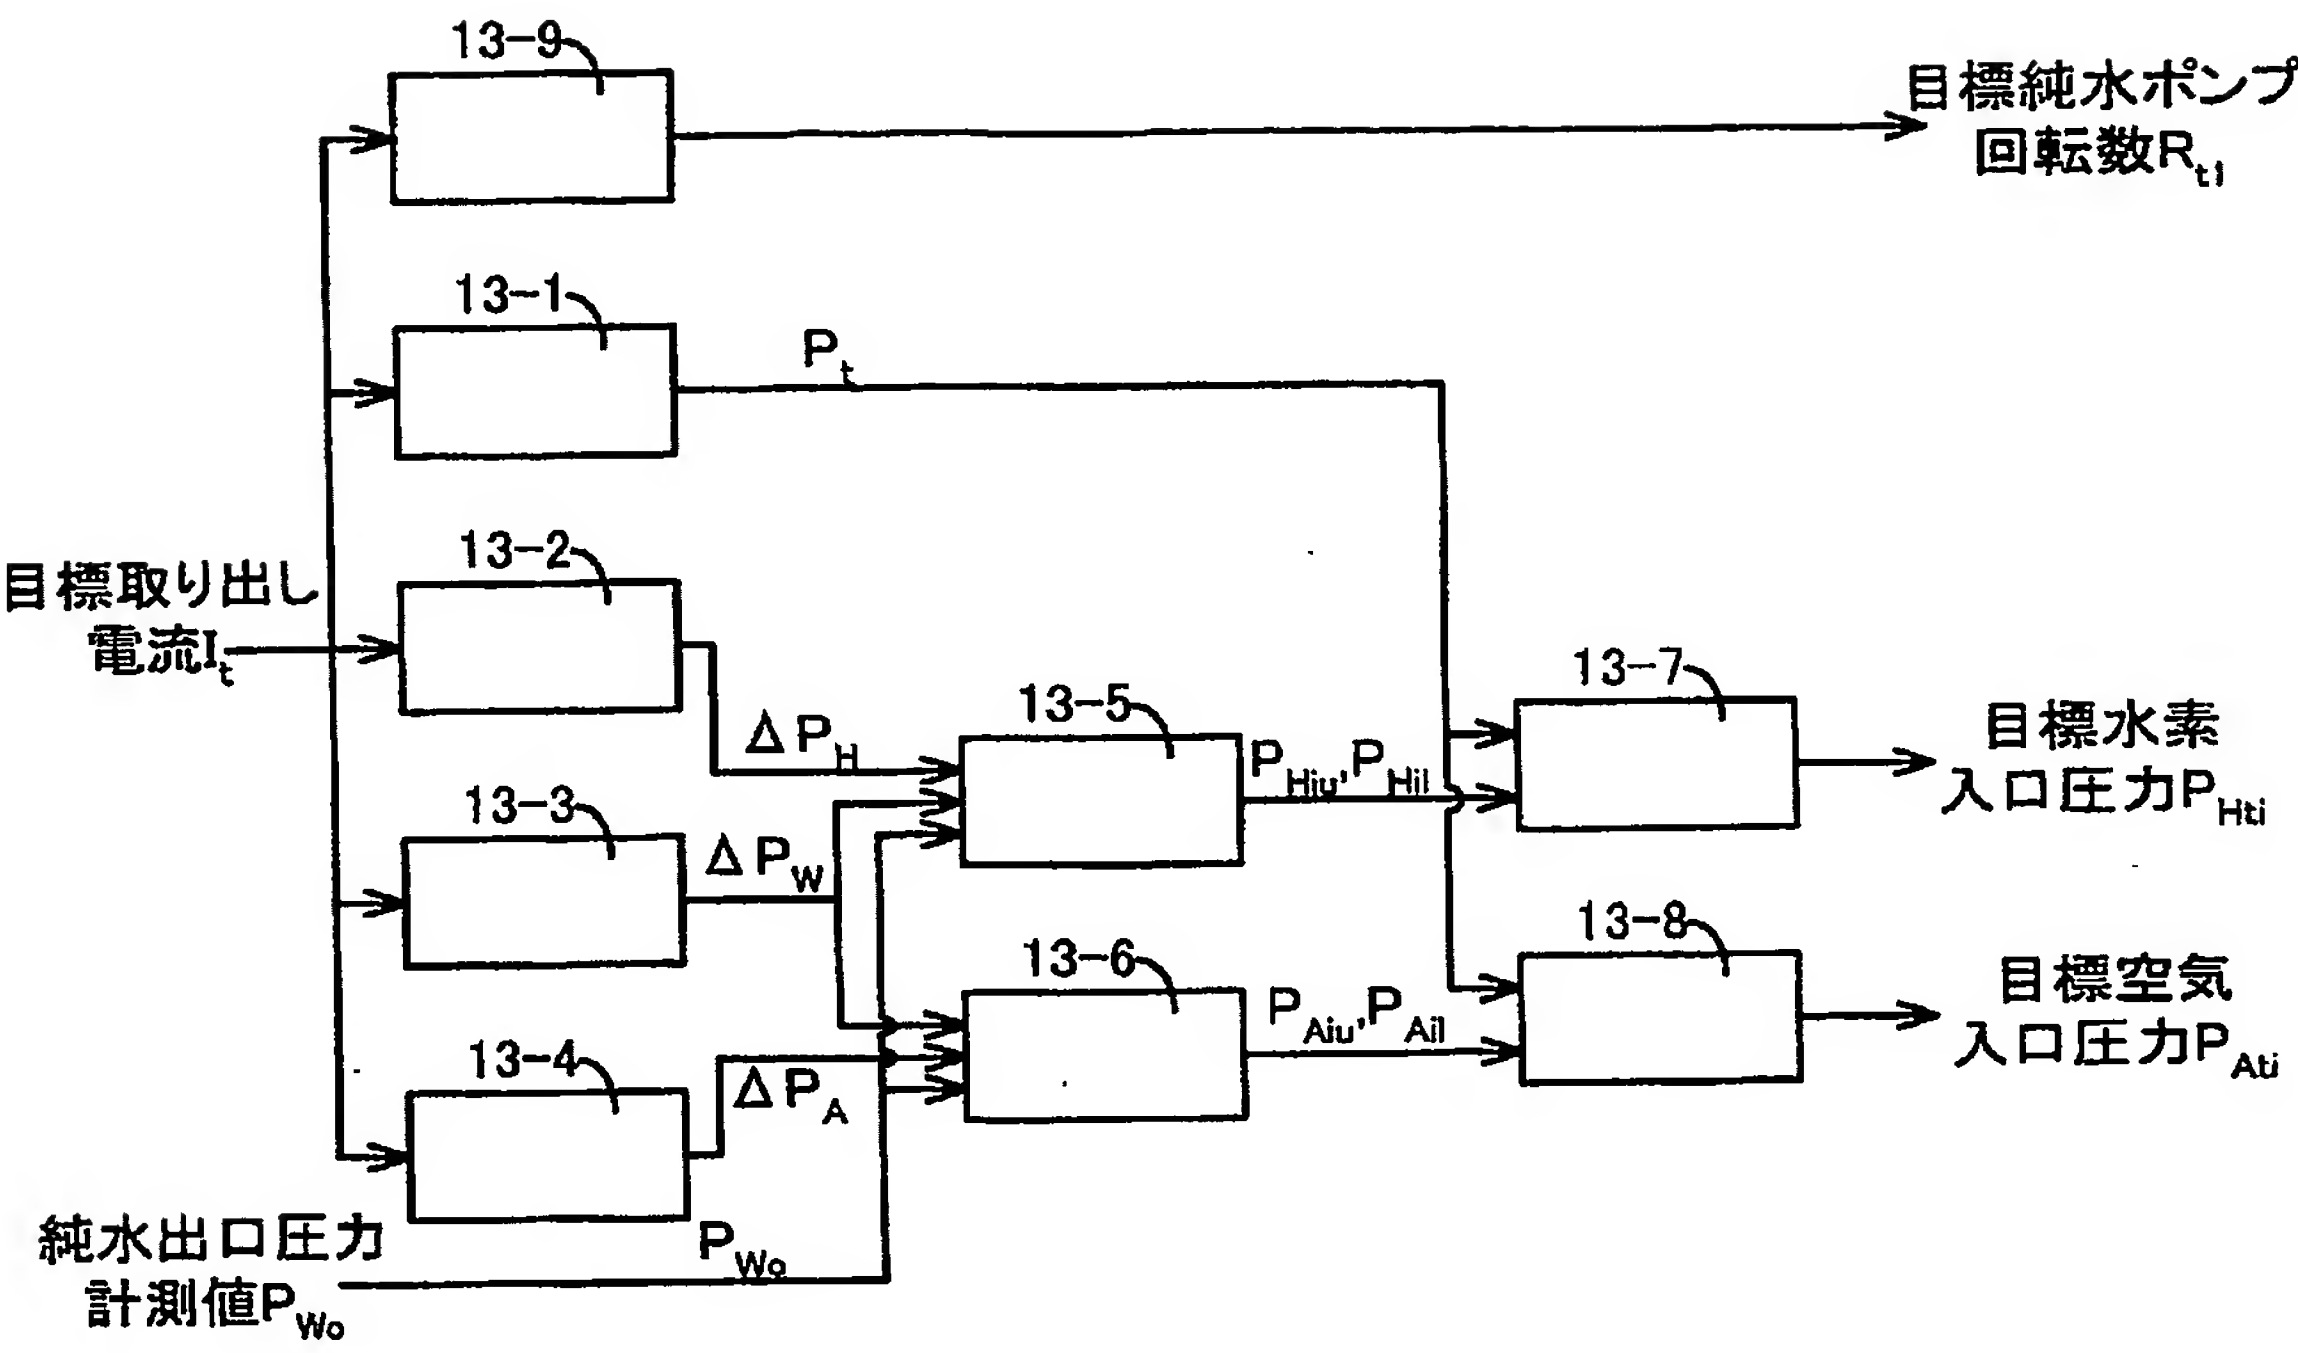 13-9
目標純水ポンプ
回転数Rt1
13-1
Pt
13-2
目標取り出し
電流It
13-7
13-5
ΔPH
PHiu,PHil
目標水素
入口圧力PHti
13-3
ΔPW
13-8
13-6
PAiu,PAil
目標空気
入口圧力PAti
13-4
ΔPA
純水出口圧力
計測値PWo
PWo